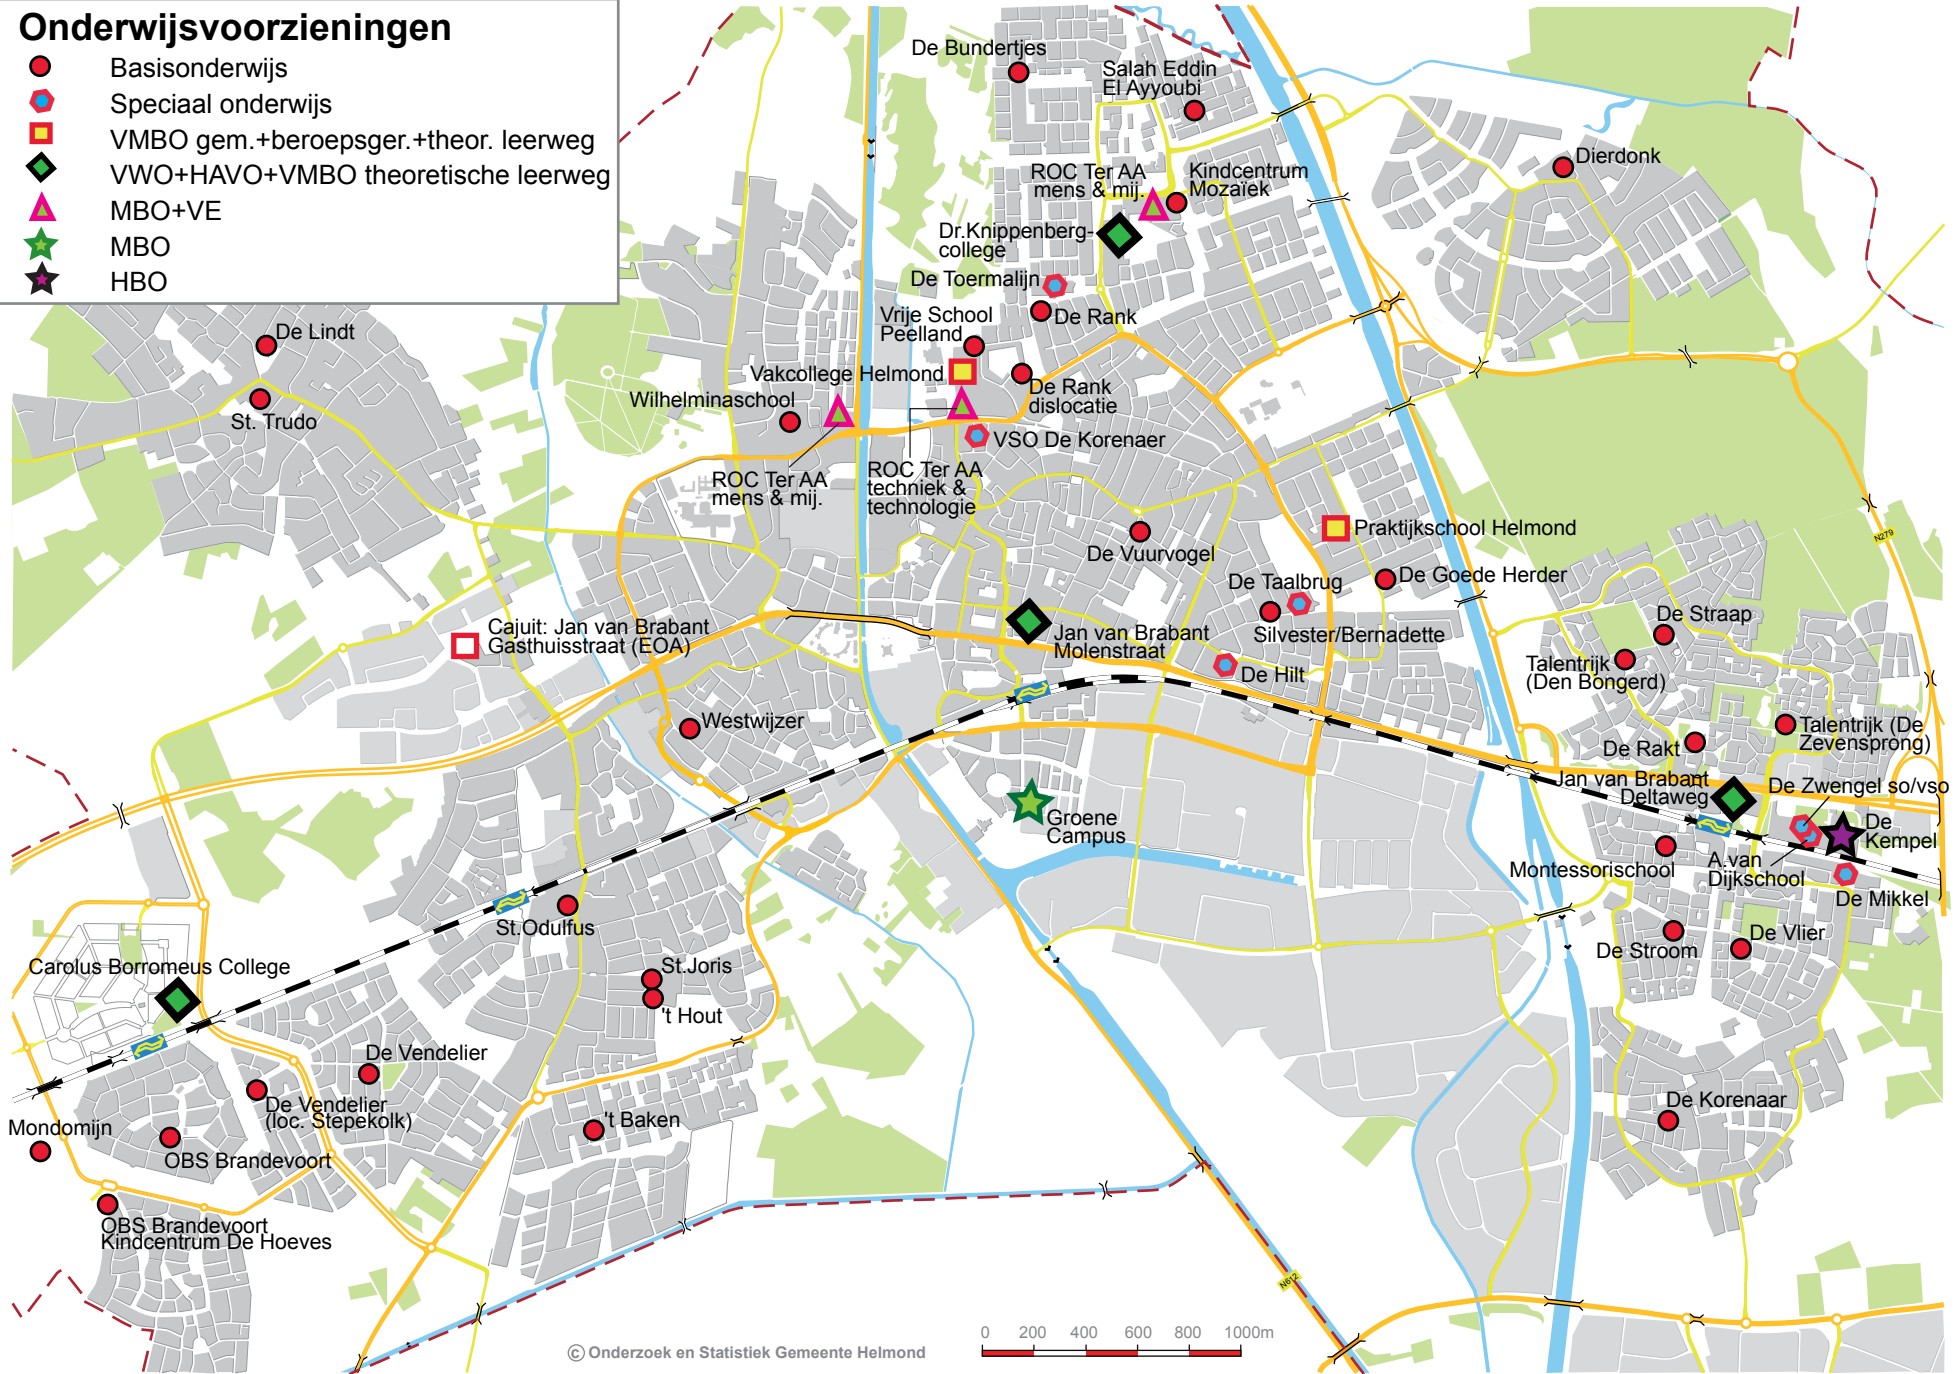 Onderwijsvoorzieningen
Basisonderwijs
Speciaal onderwijs
VMBO gem.+beroepsger.+theor. leerweg
VWO+HAVO+VMBO theoretische leerweg
MBO+VE
MBO
HBO
De Bundertjes
Salah Eddin
El Ayyoubi
Dierdonk
ROC Ter AA
mens & mij.
Kindcentrum
Mozaïek
Dr.Knippenberg-
college
De Toermalijn
De Rank
Vrije School
Peelland
De Lindt
St. Trudo
Vakcollege Helmond
De Rank
dislocatie
Wilhelminaschool
VSO De Korenaer
ROC Ter AA
mens & mij.
ROC Ter AA
techniek &
technologie
De Vuurvogel
Praktijkschool Helmond
N279
De Taalbrug
De Goede Herder
Silvester/Bernadette
De Straap
Cajuit: Jan van Brabant
Gasthuisstraat (EOA)
Jan van Brabant
Molenstraat
De Hilt
Talentrijk
(Den Bongerd)
Westwijzer
Talentrijk (De
Zevensprong)
De Rakt
Jan van Brabant
Deltaweg
De Zwengel so/vso
Groene
Campus
De
Kempel
Montessorischool
A.van
Dijkschool
De Mikkel
St.Odulfus
De Stroom
De Vlier
Carolus Borromeus College
St.Joris
't Hout
De Vendelier
De Vendelier
(loc. Stepekolk)
't Baken
De Korenaar
Mondomijn
OBS Brandevoort
OBS Brandevoort
Kindcentrum De Hoeves
N612
© Onderzoek en Statistiek Gemeente Helmond
0 200 400 600 800 1000m